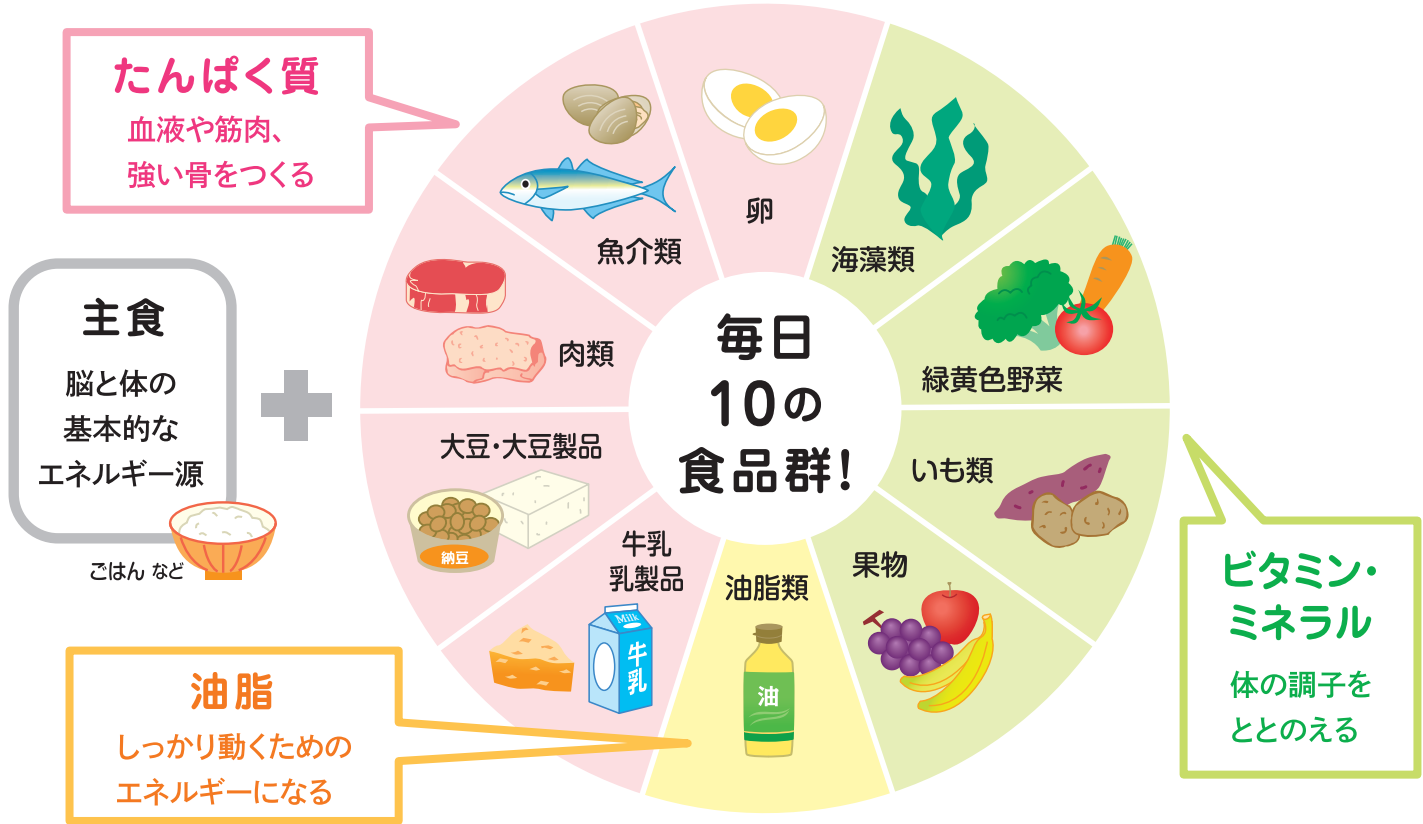 たんぱく質
血液や筋肉、
強い骨をつくる
主食
脳と体の
基本的な
エネルギー源
ごはん など
毎日
10の
食品群!
卵
海藻類
緑黄色野菜
いも類
果物
油脂類
油
牛乳
乳製品
Milk
牛乳
大豆・大豆製品
納豆
肉類
魚介類
ビタミン・
ミネラル
体の調子を
ととのえる
油脂
しっかり動くための
エネルギーになる